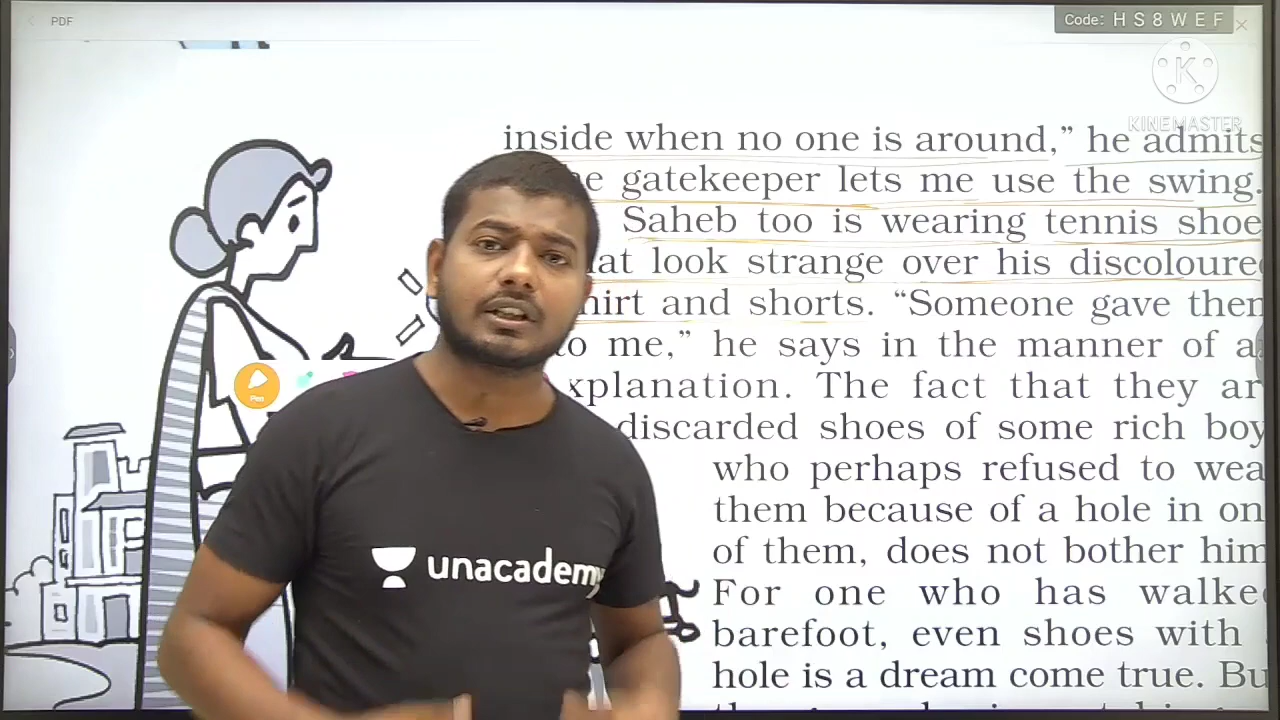 PDF
Code: HS8WEF
KINEMASTER
inside when no one is around,” he admits
gatekeeper lets me use the swing.
Saheb too is wearing tennis shoe
look strange over his discoloure
and shorts. “Someone gave then
to me,” he says in the manner of a
xplanation. The fact that they ar
discarded shoes of some rich boy
who perhaps refused to wea
them because of a hole in on
of them, does not bother him
For one who has walke
barefoot, even shoes with
hole is a dream come true. Bu
Pen
unacademy